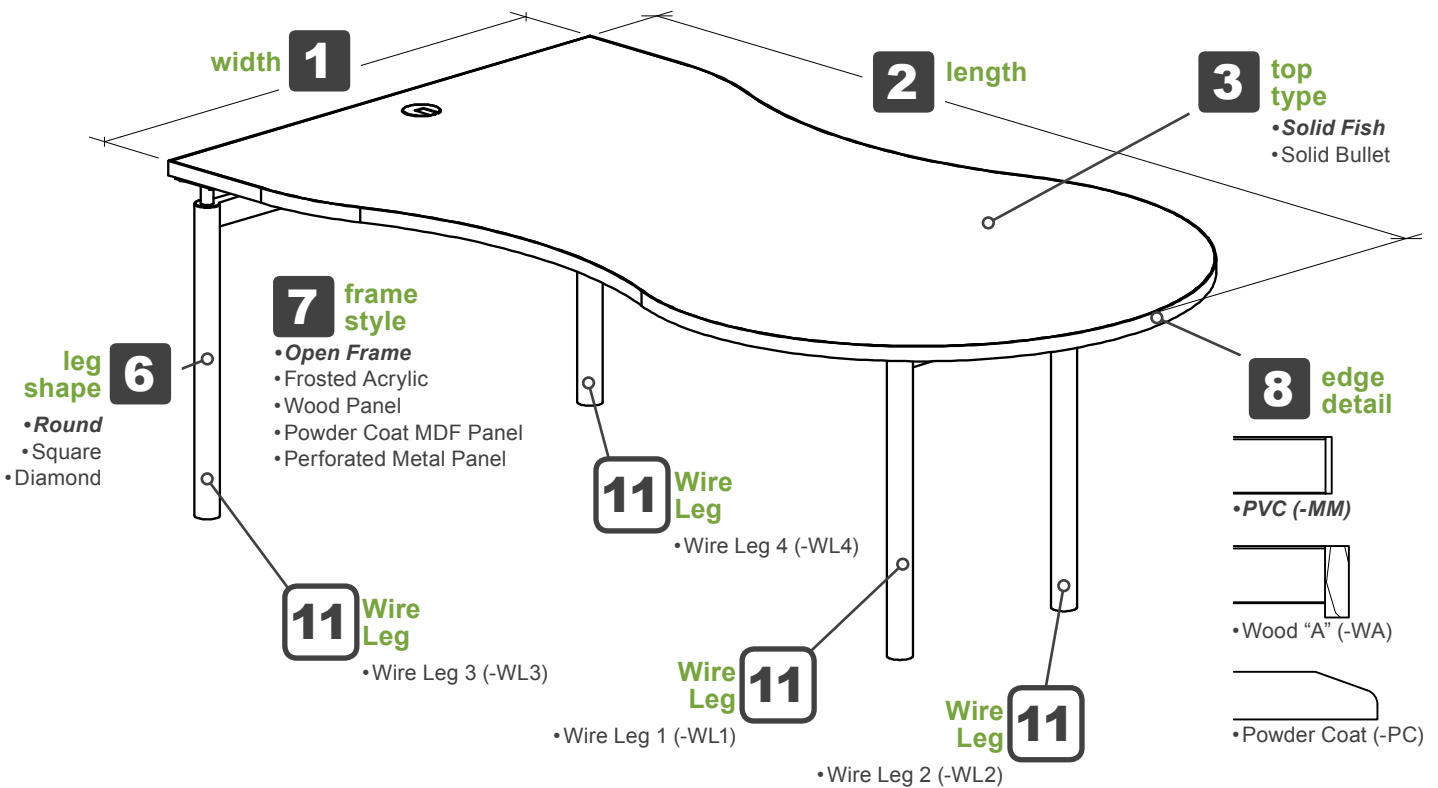 width 1
2 length
3 top
type
•Solid Fish
•Solid Bullet
7 frame
style
•Open Frame
•Frosted Acrylic
•Wood Panel
•Powder Coat MDF Panel
•Perforated Metal Panel
leg
shape 6
•Round
•Square
•Diamond
8 edge
detail
•PVC (-MM)
•Wood “A” (-WA)
•Powder Coat (-PC)
11 Wire
Leg
•Wire Leg 4 (-WL4)
11 Wire
Leg
•Wire Leg 3 (-WL3)
Wire
Leg 11
•Wire Leg 1 (-WL1)
Wire
Leg 11
•Wire Leg 2 (-WL2)